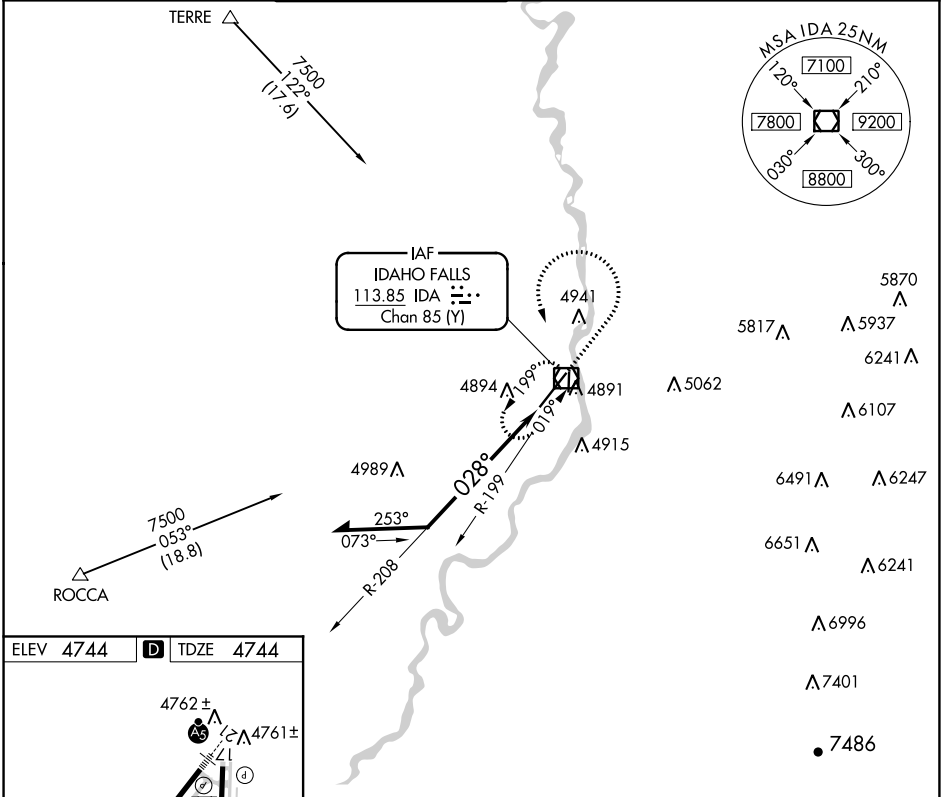 TERRE
7500
122°
(17.6)
MSA IDA 25NM
120°
7100
210°
7800
9200
030°
8800
300°
IAF
IDAHO FALLS
113.85 IDA
Chan 85 (Y)
4941
5870
5817
5937
6241
4894
199°
4891
5062
019°
6107
4915
4989
028°
R-199
6491
6247
7500
053°
(18.8)
253°
073°
6651
R-208
6241
ROCCA
6996
ELEV 4744
D
TDZE 4744
7401
4762 ±
A5
21
4761±
17
7486
P
P